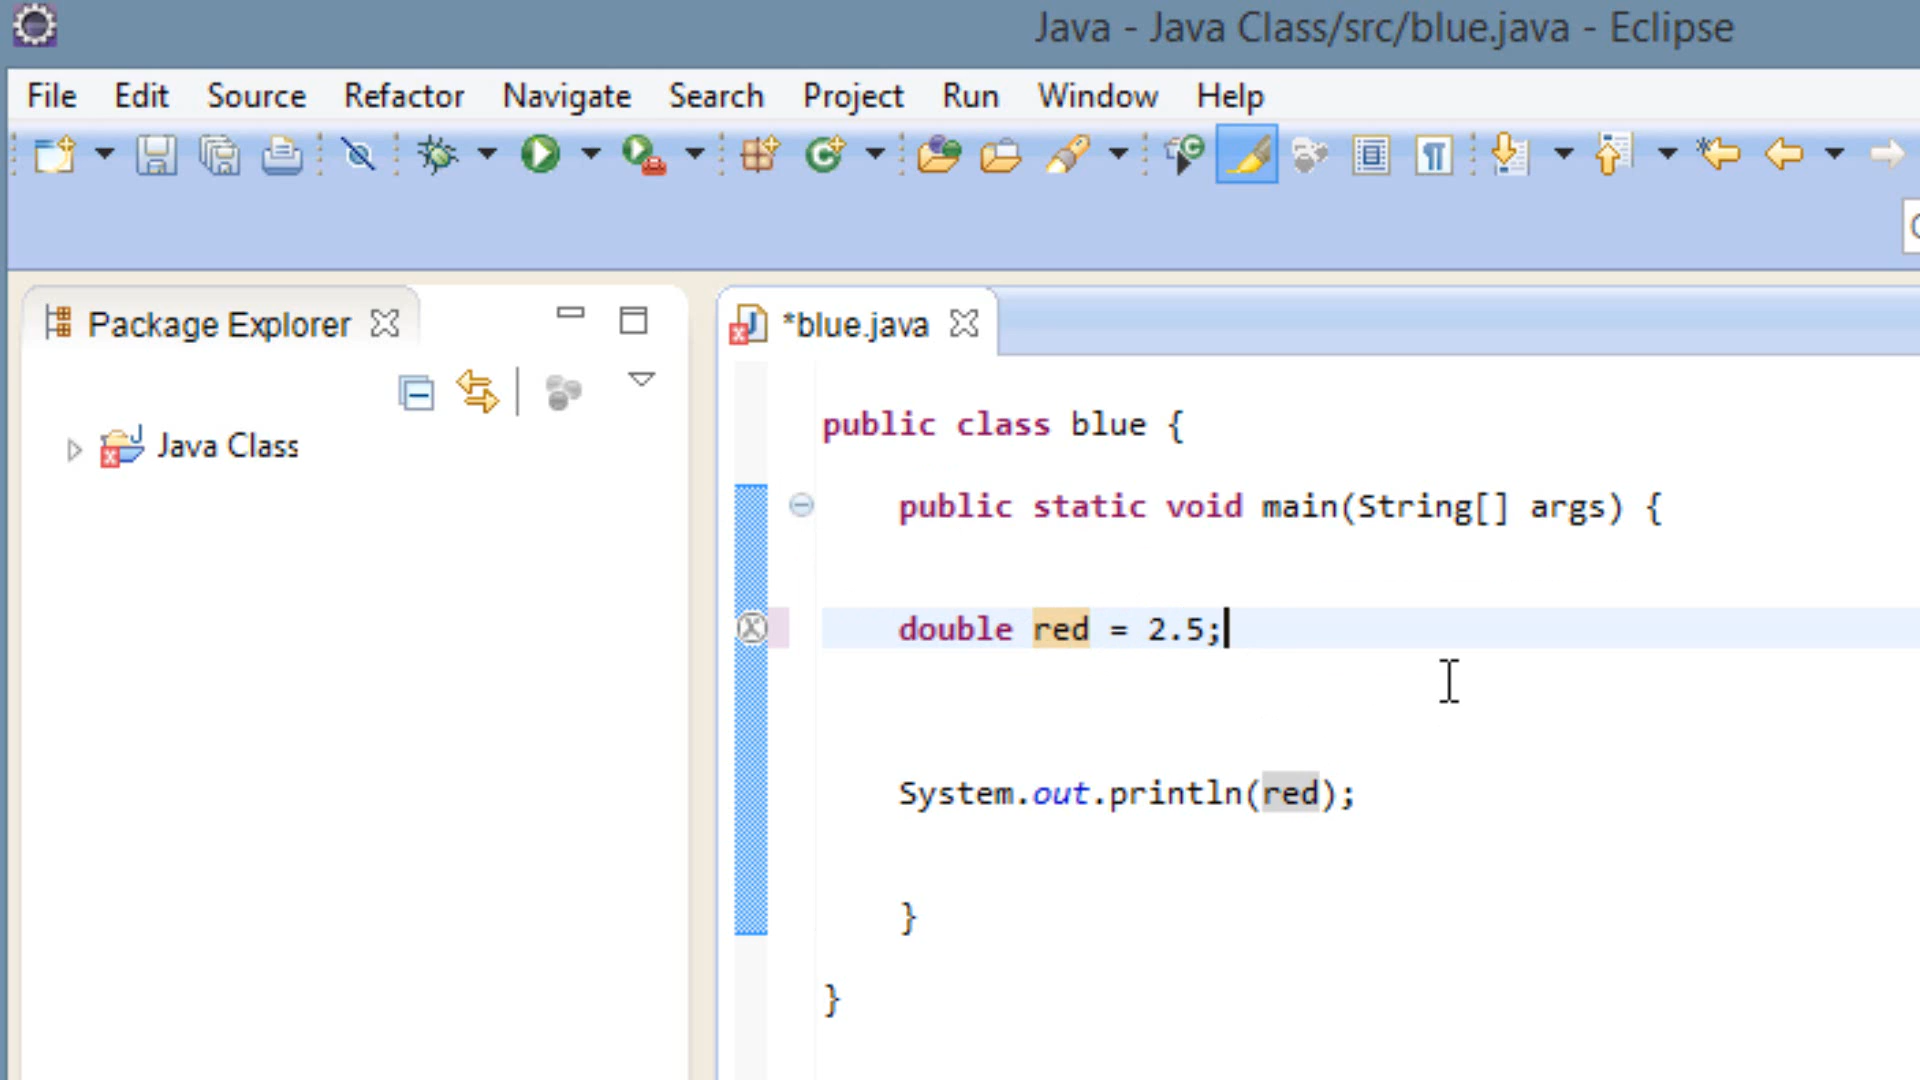 Java - Java Class/src/blue.java - Eclipse
File Edit Source Refactor Navigate Search Project Run Window Help
Package Explorer
*blue.java
Java Class
public class blue {
public static void main(String[] args) {
double red = 2.5;
System.out.println(red);
}
}